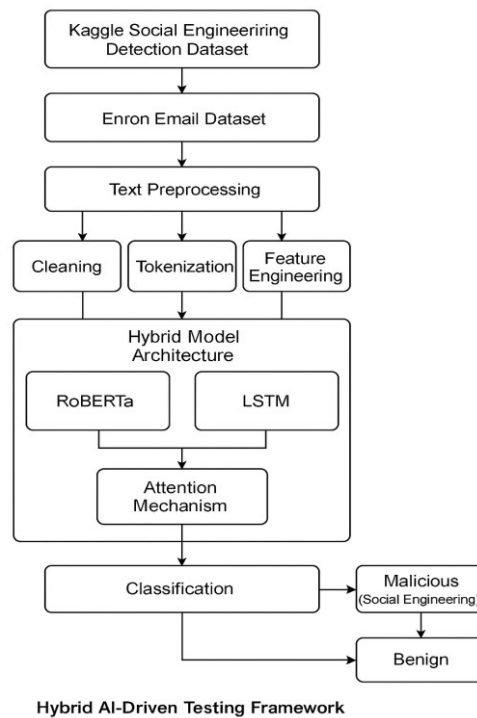 Kaggle Social Engineeriring
Detection Dataset
Enron Email Dataset
Text Preprocessing
Cleaning
Tokenization
Feature
Engineering
Hybrid Model
Architecture
RoBERTa
LSTM
Attention
Mechanism
Classification
Malicious
(Social Engineering)
Benign
Hybrid AI-Driven Testing Framework